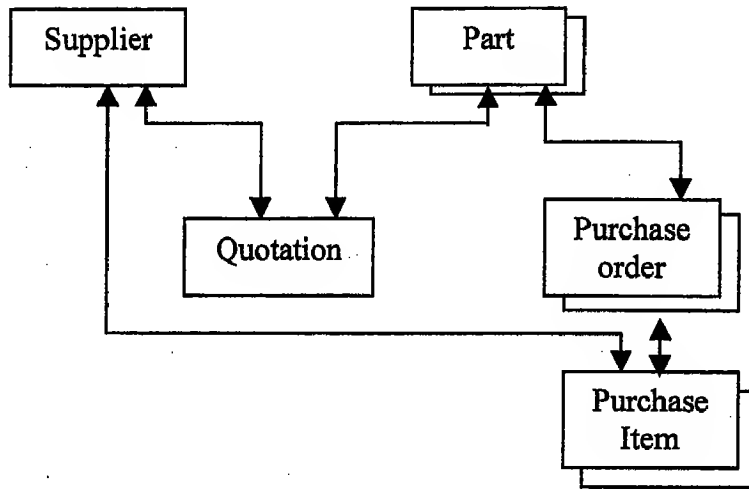 Supplier
Part
Quotation
Purchase
order
Purchase
Item